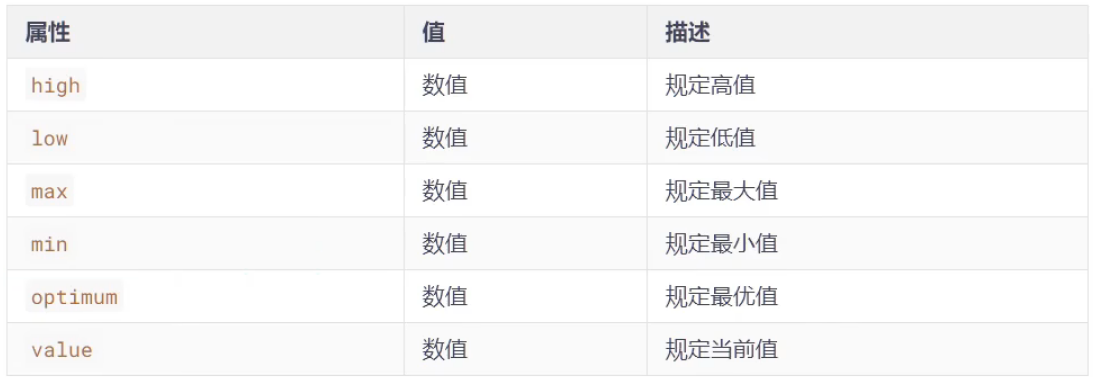 属性 值 描述
high 数值 规定高值
low 数值 规定低值
max 数值 规定最大值
min 数值 规定最小值
optimum 数值 规定最优值
value 数值 规定当前值